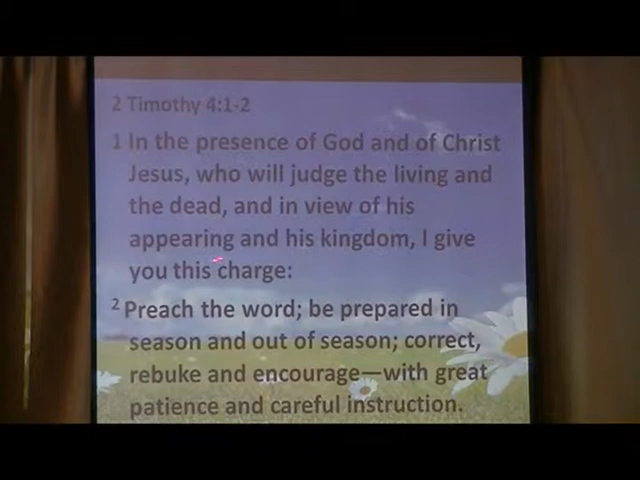 2 Timothy 4:1-2
1 In the presence of God and of Christ
Jesus, who will judge the living and
the dead, and in view of his
appearing and his kingdom, I give
you this charge:
2 Preach the word; be prepared in
season and out of season; correct,
rebuke and encourage—with great
patience and careful instruction.